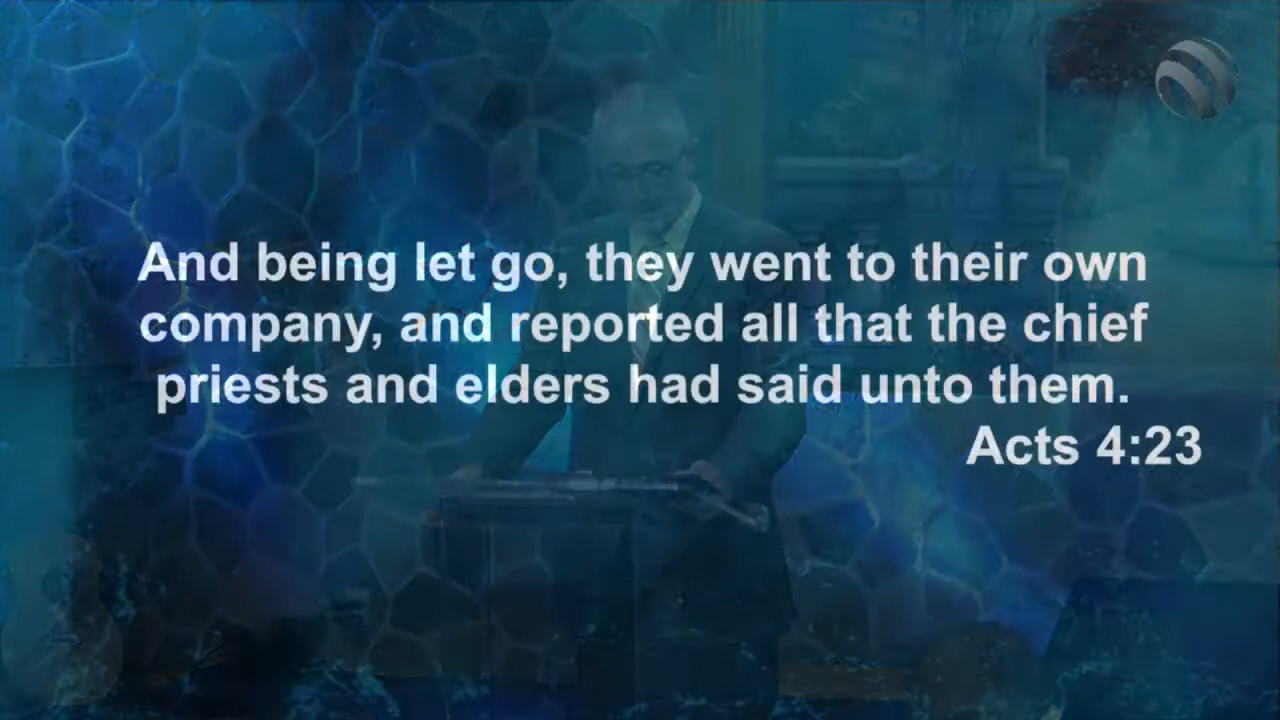 And being let go, they went to their own
company, and reported all that the chief
priests and elders had said unto them.
Acts 4:23